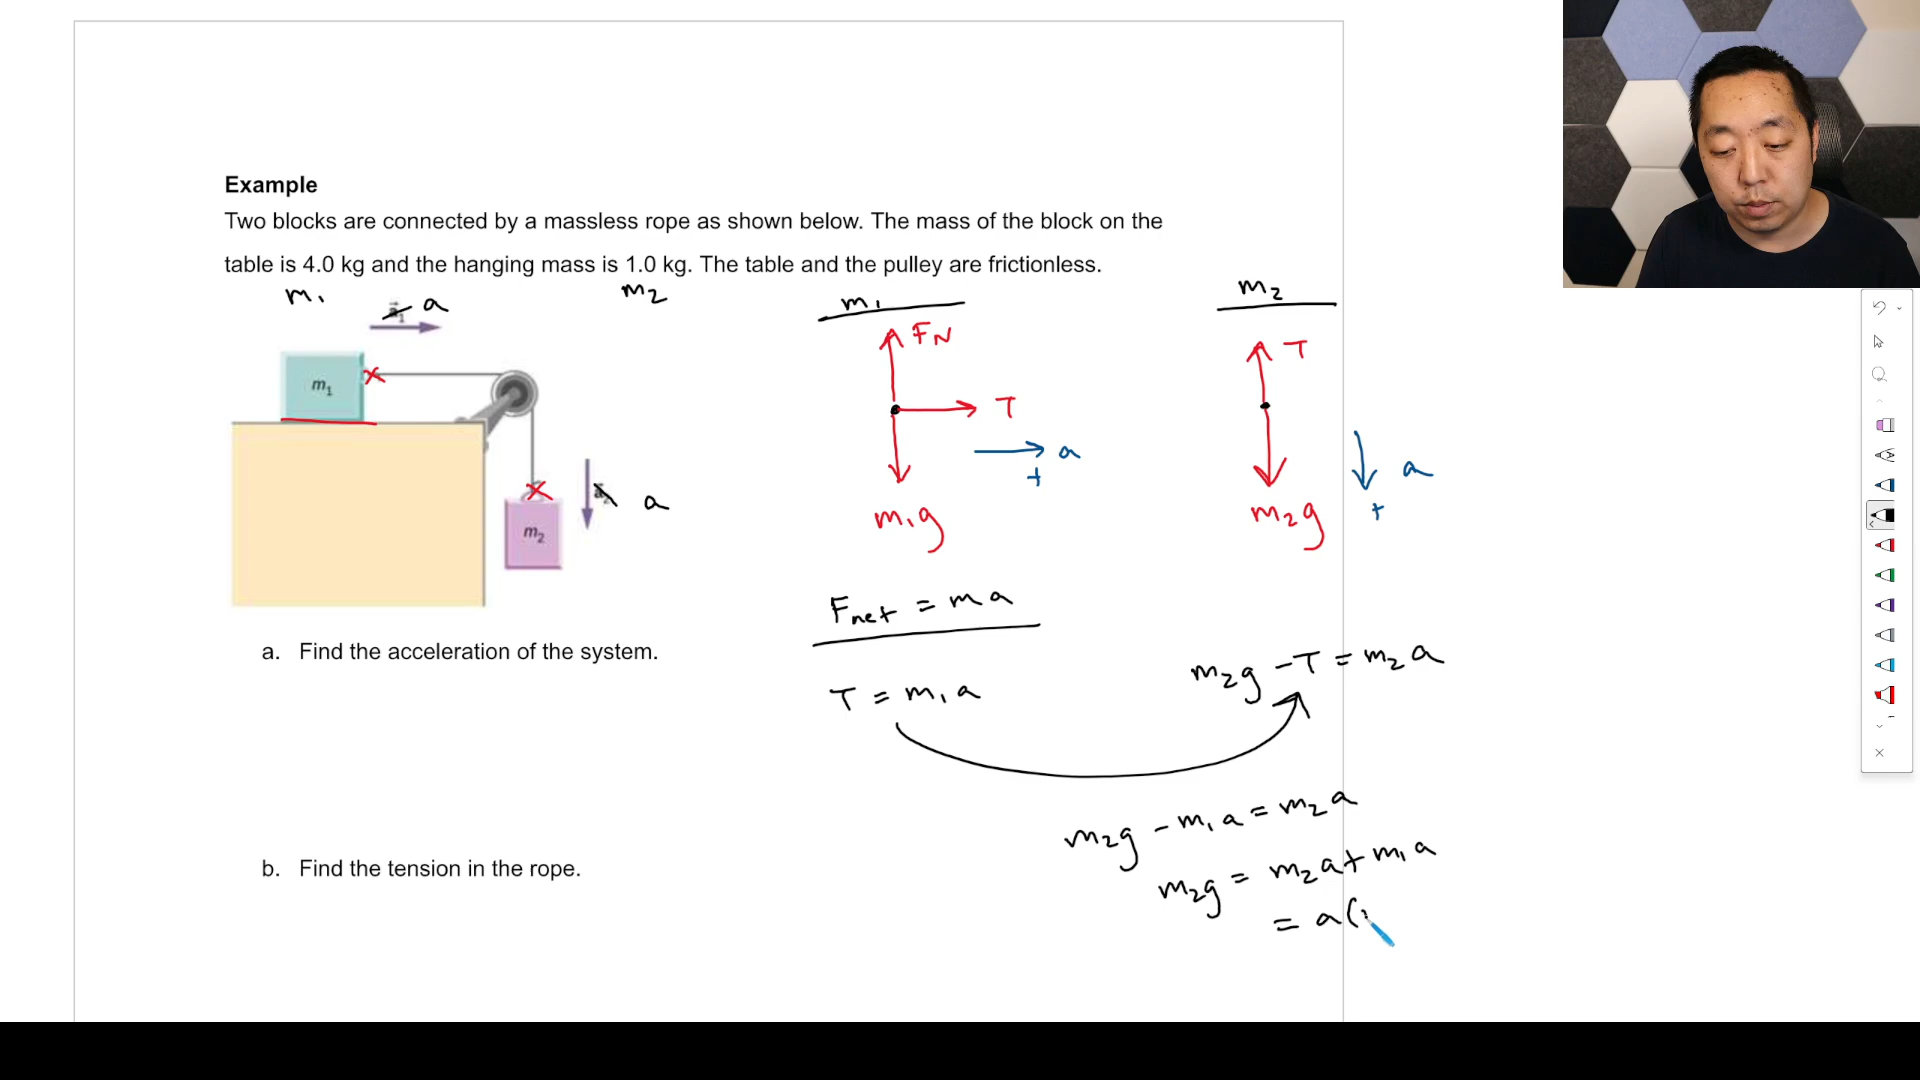 Example
Two blocks are connected by a massless rope as shown below. The mass of the block on the
table is 4.0 kg and the hanging mass is 1.0 kg. The table and the pulley are frictionless.
m₁
m₂
a
m₁
m₂
a
m₁
F_N
T
a
+
m₁g
m₂
T
a
+
m₂g
F_net = ma
a. Find the acceleration of the system.
T = m₁a
m₂g - T = m₂a
m₂g - m₁a = m₂a
b. Find the tension in the rope.
m₂g = m₂a + m₁a
= a(